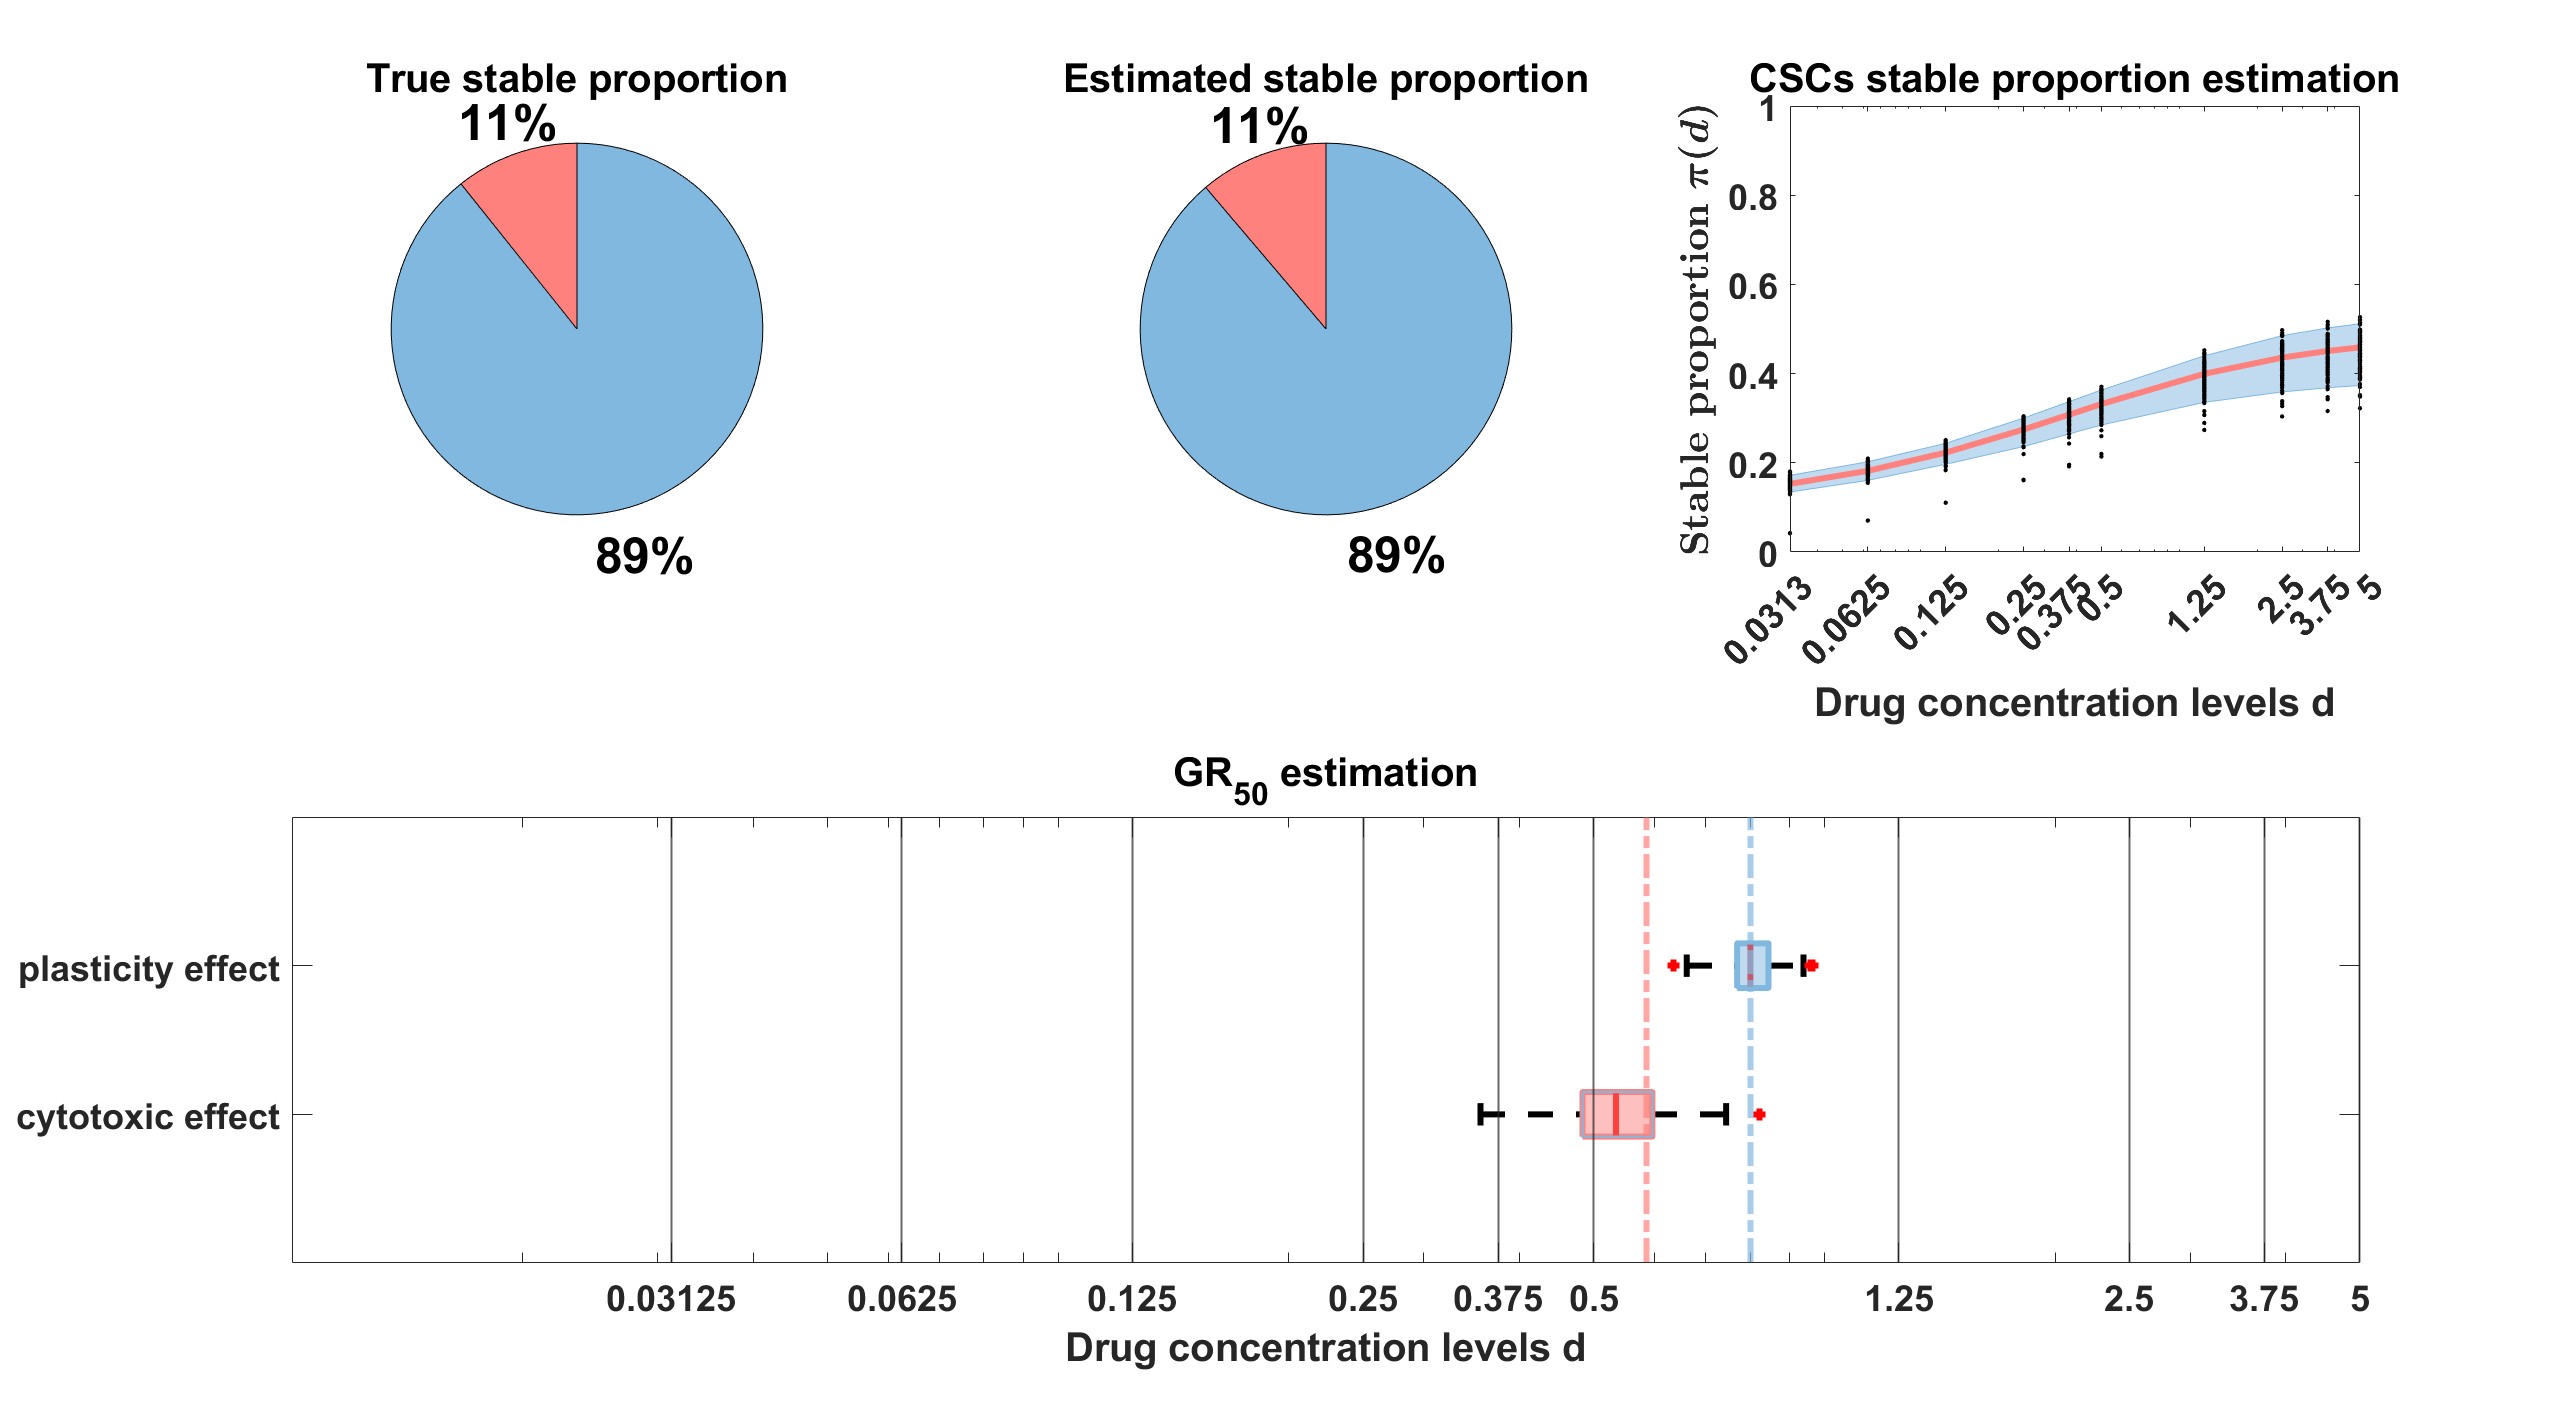 True stable proportion
11%
89%
Estimated stable proportion
11%
89%
CSCs stable proportion estimation
Stable proportion π(d)
1
0.8
0.6
0.4
0.2
0
0.0313 0.0625 0.125 0.25 0.375 0.5 1.25 2.5 3.75 5
Drug concentration levels d
GR50 estimation
plasticity effect
cytotoxic effect
0.03125 0.0625 0.125 0.25 0.375 0.5 1.25 2.5 3.75 5
Drug concentration levels d